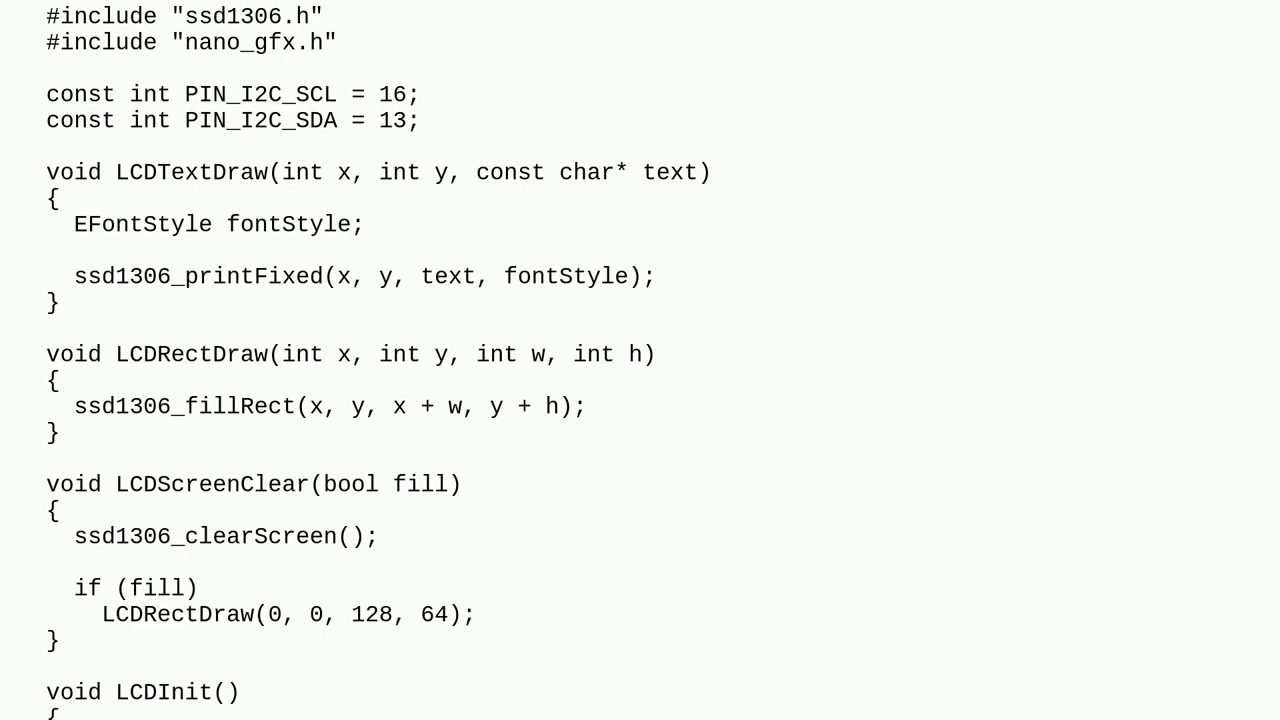 #include "ssd1306.h"
#include "nano_gfx.h"

const int PIN_I2C_SCL = 16;
const int PIN_I2C_SDA = 13;

void LCDTextDraw(int x, int y, const char* text)
{
  EFontStyle fontStyle;

  ssd1306_printFixed(x, y, text, fontStyle);
}

void LCDRectDraw(int x, int y, int w, int h)
{
  ssd1306_fillRect(x, y, x + w, y + h);
}

void LCDScreenClear(bool fill)
{
  ssd1306_clearScreen();

  if (fill)
    LCDRectDraw(0, 0, 128, 64);
}

void LCDInit()
{